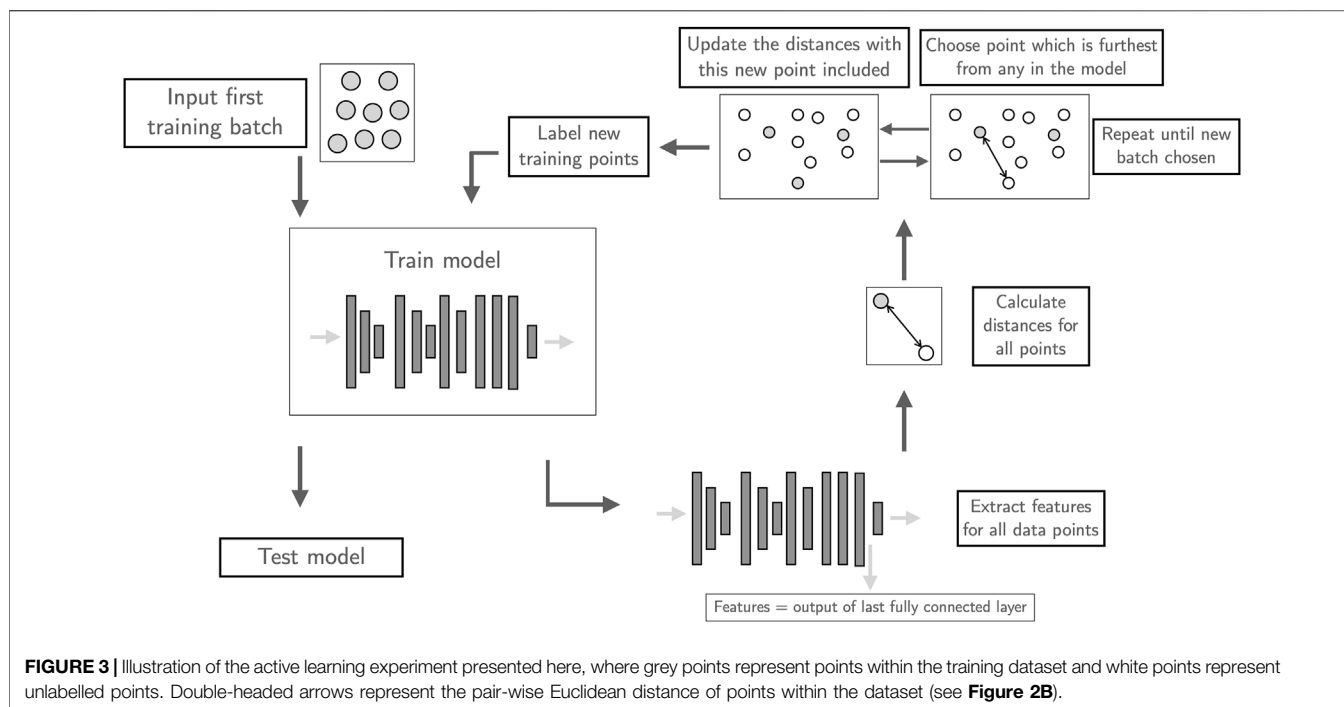 Input first
training batch
Update the distances with
this new point included
Choose point which is furthest
from any in the model
Label new
training points
Repeat until new
batch chosen
Train model
Calculate
distances for
all points
Extract features
for all data points
Test model
Features = output of last fully connected layer
FIGURE 3 | Illustration of the active learning experiment presented here, where grey points represent points within the training dataset and white points represent
unlabelled points. Double-headed arrows represent the pair-wise Euclidean distance of points within the dataset (see Figure 2B).